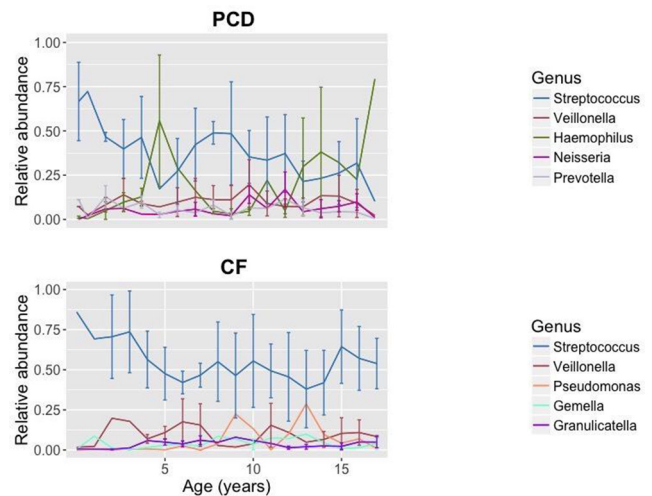 PCD
1.00
0.75
0.50
0.25
0.00
Relative abundance
Genus
Streptococcus
Veillonella
Haemophilus
Neisseria
Prevotella
CF
1.00
0.75
0.50
0.25
0.00
Relative abundance
5
10
15
Age (years)
Genus
Streptococcus
Veillonella
Pseudomonas
Gemella
Granulicatella